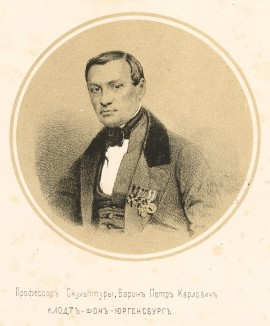 Профессоръ Скульптуры, Баронъ Петръ Карловичъ
КЛОДТЪ-ФОНЪ-ЮРГЕНСБУРГЪ.